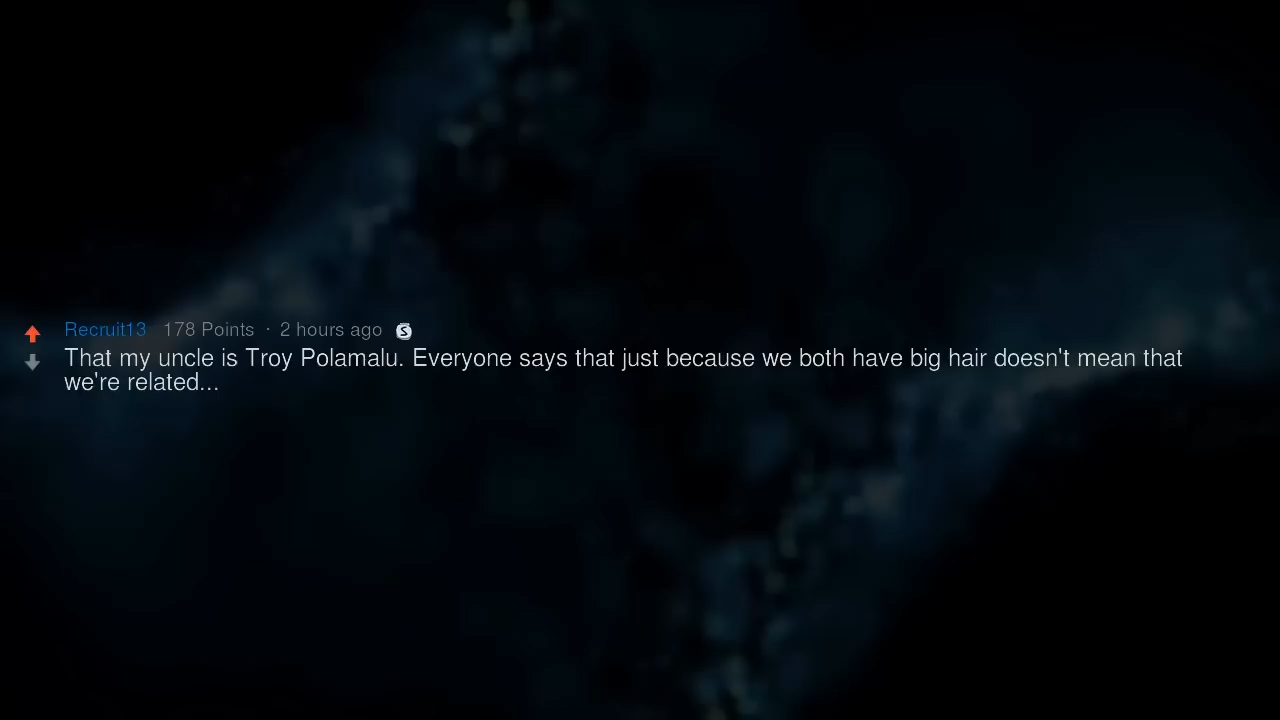 Recruit13 178 Points · 2 hours ago S
That my uncle is Troy Polamalu. Everyone says that just because we both have big hair doesn't mean that
we're related...